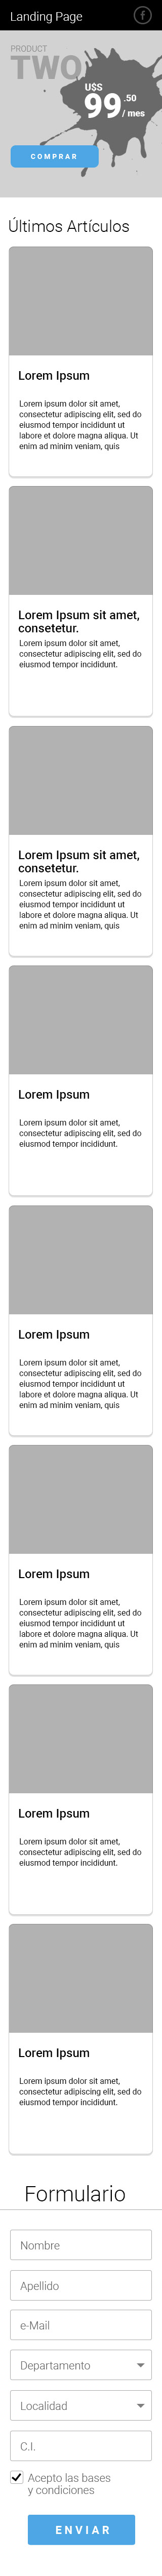 Landing Page
PRODUCT
TWO
U$S
99.50
/ mes
COMPRAR
Últimos Artículos
Lorem Ipsum
Lorem ipsum dolor sit amet,
consectetur adipiscing elit, sed do
eiusmod tempor incididunt ut
labore et dolore magna aliqua. Ut
enim ad minim veniam, quis
Lorem Ipsum sit amet,
consetetur.
Lorem ipsum dolor sit amet,
consectetur adipiscing elit, sed do
eiusmod tempor incididunt.
Lorem Ipsum sit amet,
consetetur.
Lorem ipsum dolor sit amet,
consectetur adipiscing elit, sed do
eiusmod tempor incididunt ut
labore et dolore magna aliqua. Ut
enim ad minim veniam, quis
Lorem Ipsum
Lorem ipsum dolor sit amet,
consectetur adipiscing elit, sed do
eiusmod tempor incididunt.
Lorem Ipsum
Lorem ipsum dolor sit amet,
consectetur adipiscing elit, sed do
eiusmod tempor incididunt ut
labore et dolore magna aliqua. Ut
enim ad minim veniam, quis
Lorem Ipsum
Lorem ipsum dolor sit amet,
consectetur adipiscing elit, sed do
eiusmod tempor incididunt ut
labore et dolore magna aliqua. Ut
enim ad minim veniam, quis
Lorem Ipsum
Lorem ipsum dolor sit amet,
consectetur adipiscing elit, sed do
eiusmod tempor incididunt.
Lorem Ipsum
Lorem ipsum dolor sit amet,
consectetur adipiscing elit, sed do
eiusmod tempor incididunt.
Formulario
Nombre
Apellido
e-Mail
Departamento
Localidad
C.I.
Acepto las bases
y condiciones
ENVIAR